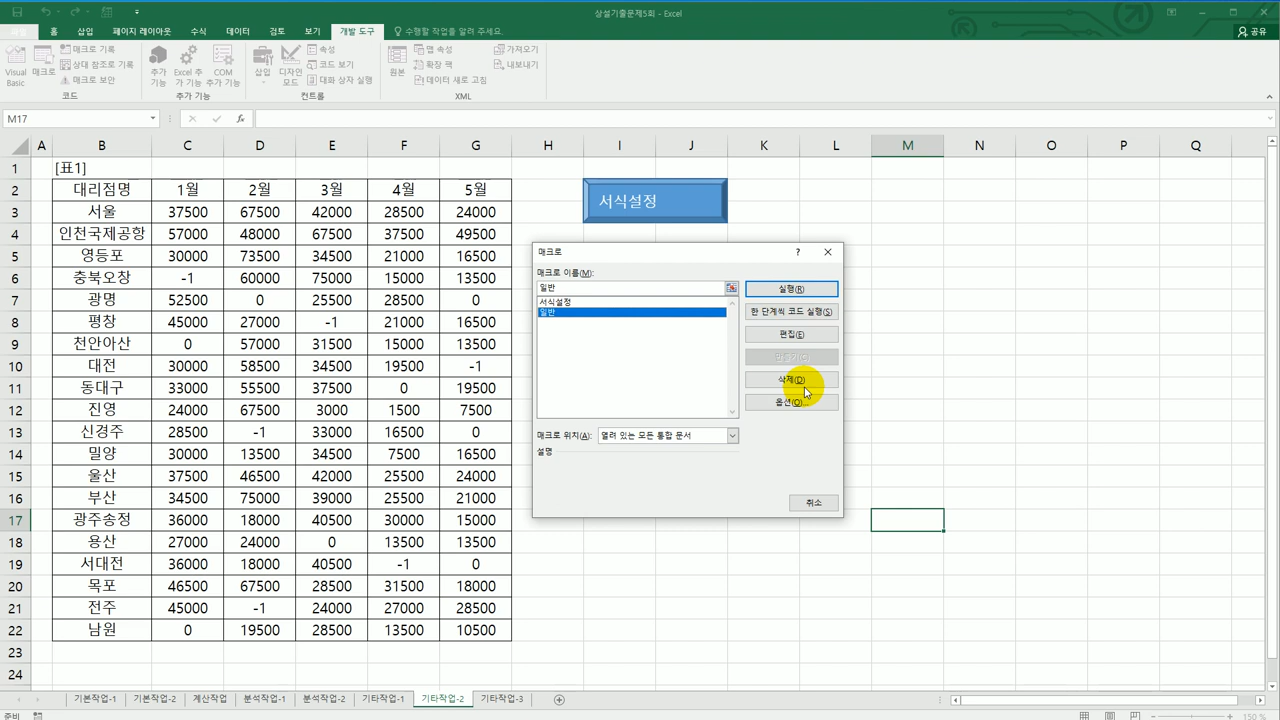 상설기출문제5회 - Excel
파일 홈 삽입 페이지 레이아웃 수식 데이터 검토 보기 개발 도구 수행할 작업을 알려 주세요. 공유
Visual Basic
매크로
매크로 기록
상대 참조로 기록
매크로 보안
코드
추가 기능
Excel 추가 기능
COM 추가 기능
추가 기능
삽입
디자인 모드
속성
코드 보기
대화 상자 실행
컨트롤
원본
맵 속성
확장 팩
데이터 새로 고침
가져오기
내보내기
XML
M17
fx
A B C D E F G H I J K L M N O P Q
1 [표1]
2 대리점명 1월 2월 3월 4월 5월
3 서울 37500 67500 42000 28500 24000
4 인천국제공항 57000 48000 67500 37500 49500
5 영등포 30000 73500 34500 21000 16500
6 충북오창 -1 60000 75000 15000 13500
7 광명 52500 0 25500 28500 0
8 평창 45000 27000 -1 21000 16500
9 천안아산 0 57000 31500 15000 13500
10 대전 30000 58500 34500 19500 -1
11 동대구 33000 55500 37500 0 19500
12 진영 24000 67500 3000 1500 7500
13 신경주 28500 -1 33000 16500 0
14 밀양 30000 13500 34500 7500 16500
15 울산 37500 46500 42000 25500 24000
16 부산 34500 75000 39000 25500 21000
17 광주송정 36000 18000 40500 30000 15000
18 용산 27000 24000 0 13500 13500
19 서대전 36000 18000 40500 -1 0
20 목포 46500 67500 28500 31500 18000
21 전주 45000 -1 24000 27000 28500
22 남원 0 19500 28500 13500 10500
23
24
서식설정
매크로 ?
매크로 이름(M):
일반
서식설정
일반
실행(R)
한 단계씩 코드 실행(S)
편집(E)
만들기(C)
삭제(D)
옵션(O)...
매크로 위치(A): 열려 있는 모든 통합 문서
설명
취소
기본작업-1 기본작업-2 계산작업 분석작업-1 분석작업-2 기타작업-1 기타작업-2 기타작업-3
준비
150 %